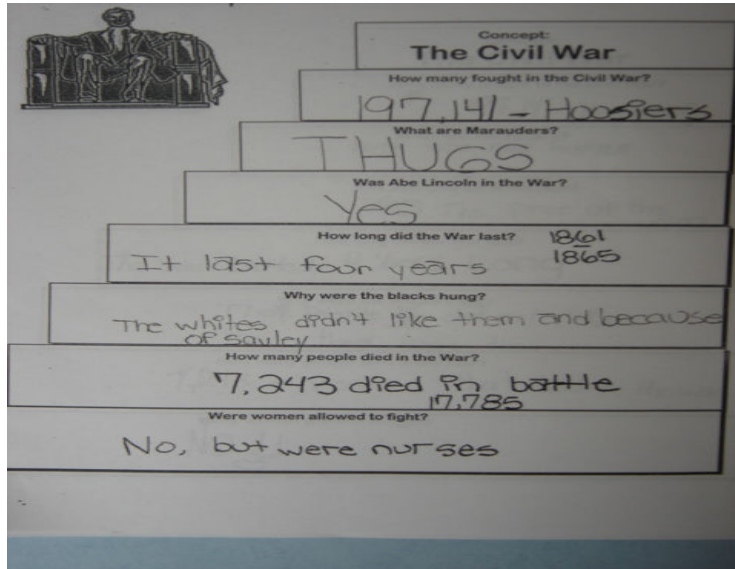 Concept:
The Civil War
How many fought in the Civil War?
197,141 - Hoosiers
What are Marauders?
THUGS
Was Abe Lincoln in the War?
Yes
How long did the War last? 1861
It last four years 1865
Why were the blacks hung?
The whites didn't like them and because
of savley
How many people died in the War?
7,243 died in battle
17,785
Were women allowed to fight?
No, but were nurses